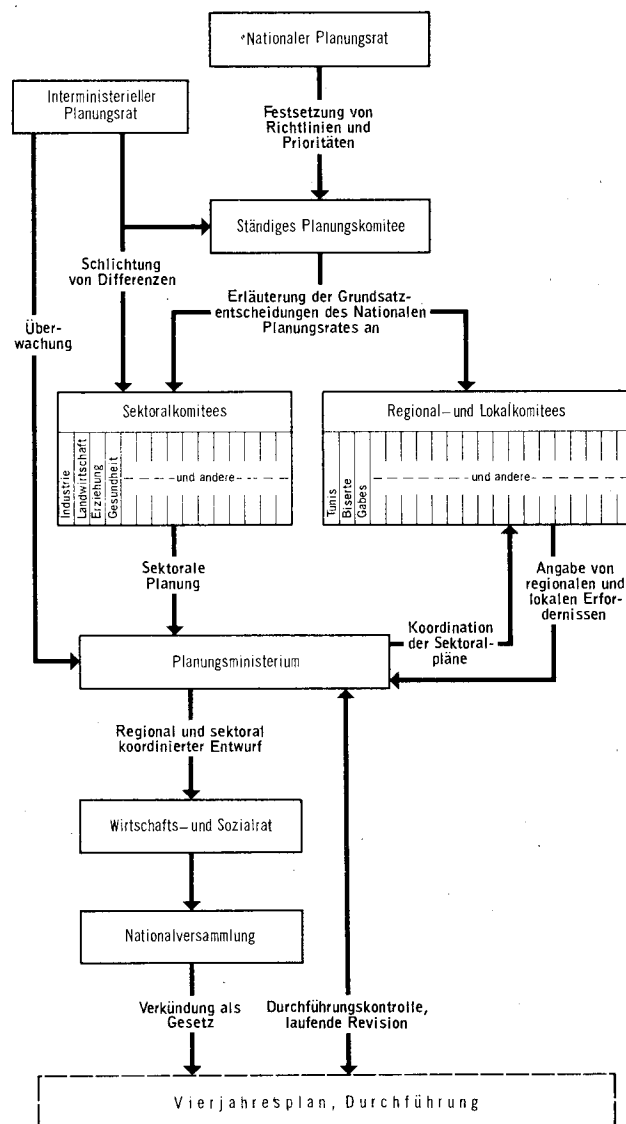 Nationaler Planungsrat
Interministerieller
Planungsrat
Festsetzung von
Richtlinien und
Prioritäten
Ständiges Planungskomitee
Schlichtung
von Differenzen
Erläuterung der Grundsatz-
entscheidungen des Nationalen
Planungsrates an
Über-
wachung
Sektoralkomitees
Industrie
Landwirtschaft
Erziehung
Gesundheit
und andere
Regional- und Lokalkomitees
Tunis
Biserte
Gabes
und andere
Sektorale
Planung
Angabe von
regionalen und
lokalen Erfor-
dernissen
Koordination
der Sektoral-
pläne
Planungsministerium
Regional und sektoral
koordinierter Entwurf
Wirtschafts- und Sozialrat
Nationalversammlung
Verkündung als
Gesetz
Durchführungskontrolle,
laufende Revision
Vierjahresplan, Durchführung